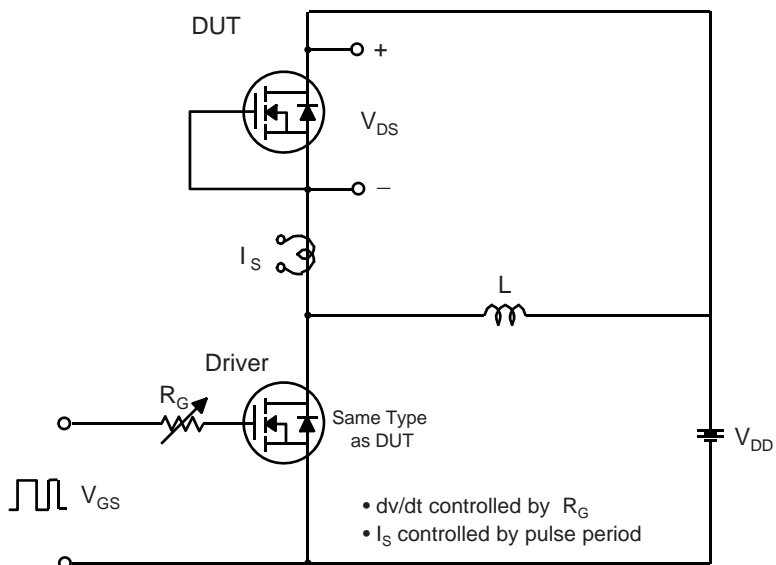 DUT
+
V_DS
−
I_S
L
Driver
R_G
Same Type
as DUT
V_DD
V_GS
• dv/dt controlled by R_G
• I_S controlled by pulse period